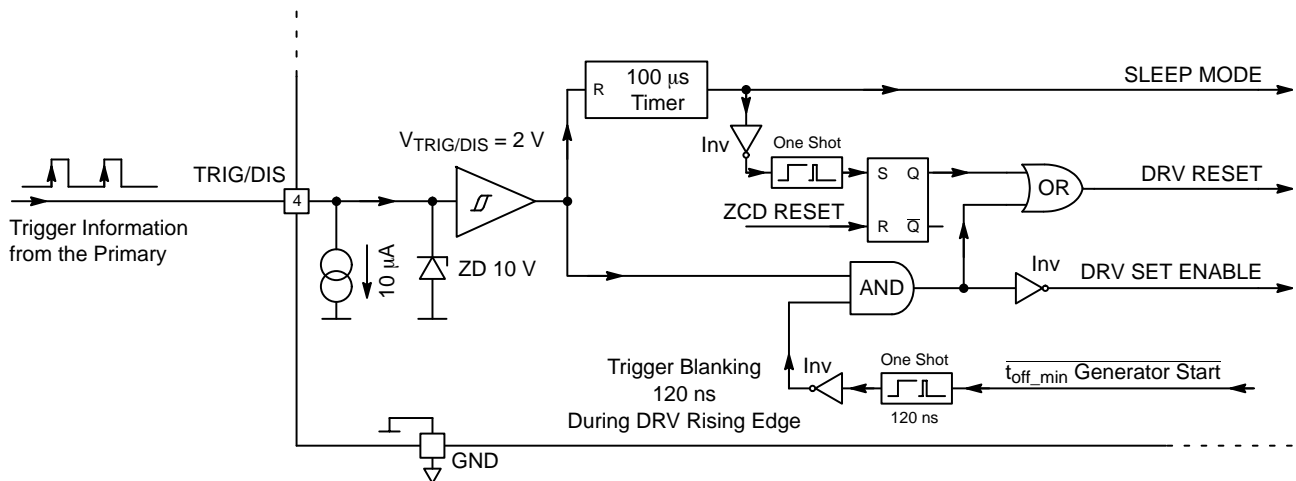 100 μs
Timer
R
SLEEP MODE
V_TRIG/DIS = 2 V
Inv
One Shot
TRIG/DIS
4
S Q
OR
DRV RESET
ZCD RESET
R Q̅
Trigger Information
from the Primary
10 μA
ZD 10 V
AND
Inv
DRV SET ENABLE
Trigger Blanking
120 ns
During DRV Rising Edge
Inv
One Shot
120 ns
t_off_min Generator Start
GND